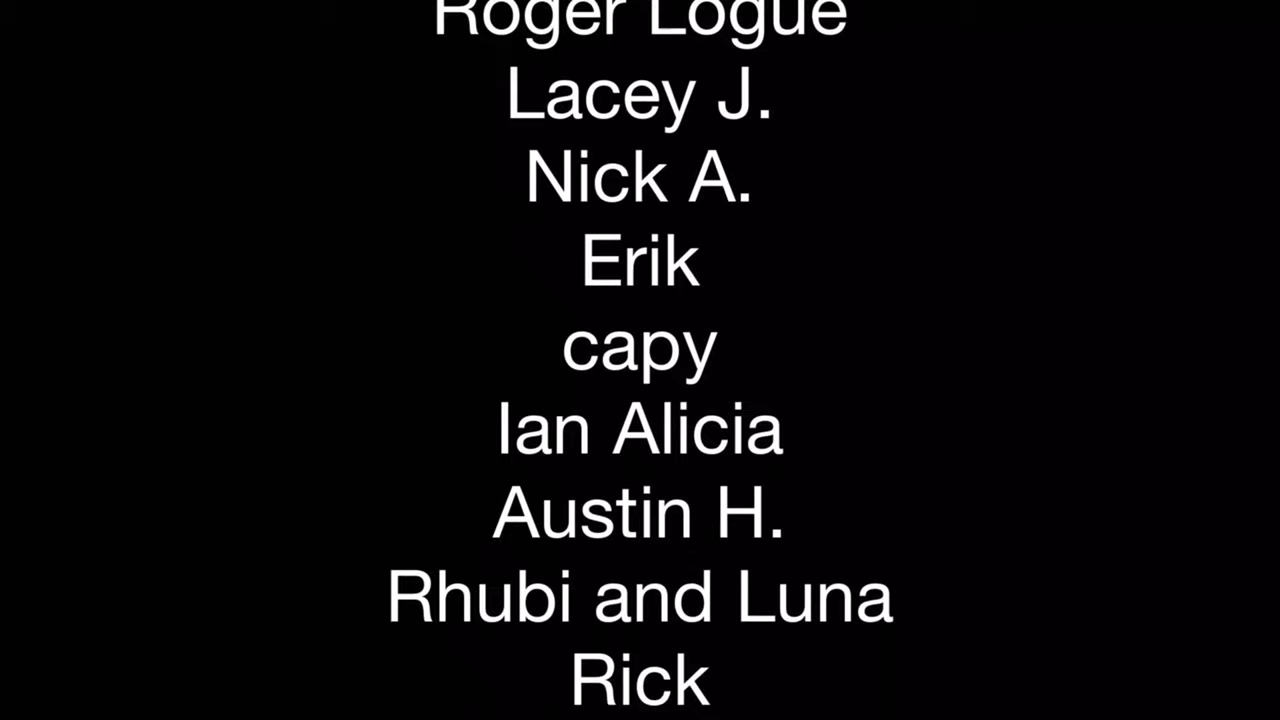 Roger Logue
Lacey J.
Nick A.
Erik
capy
Ian Alicia
Austin H.
Rhubi and Luna
Rick